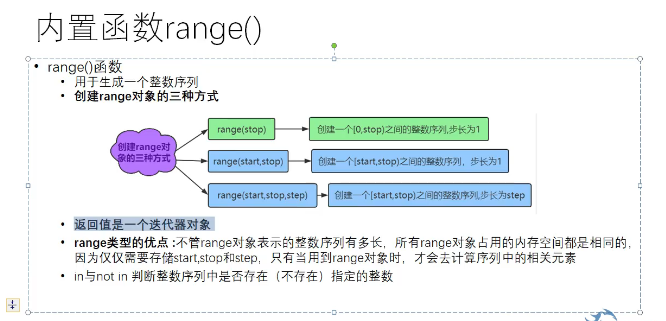 内置函数range()
• range()函数
• 用于生成一个整数序列
• 创建range对象的三种方式
创建range对
象的三种方式
range(stop)
创建一个[0,stop)之间的整数序列,步长为1
range(start,stop)
创建一个[start,stop)之间的整数序列，步长为1
range(start,stop,step)
创建一个[start,stop)之间的整数序列,步长为step
• 返回值是一个迭代器对象
• range类型的优点 :不管range对象表示的整数序列有多长，所有range对象占用的内存空间都是相同的，
因为仅仅需要存储start,stop和step，只有当用到range对象时，才会去计算序列中的相关元素
• in与not in 判断整数序列中是否存在（不存在）指定的整数